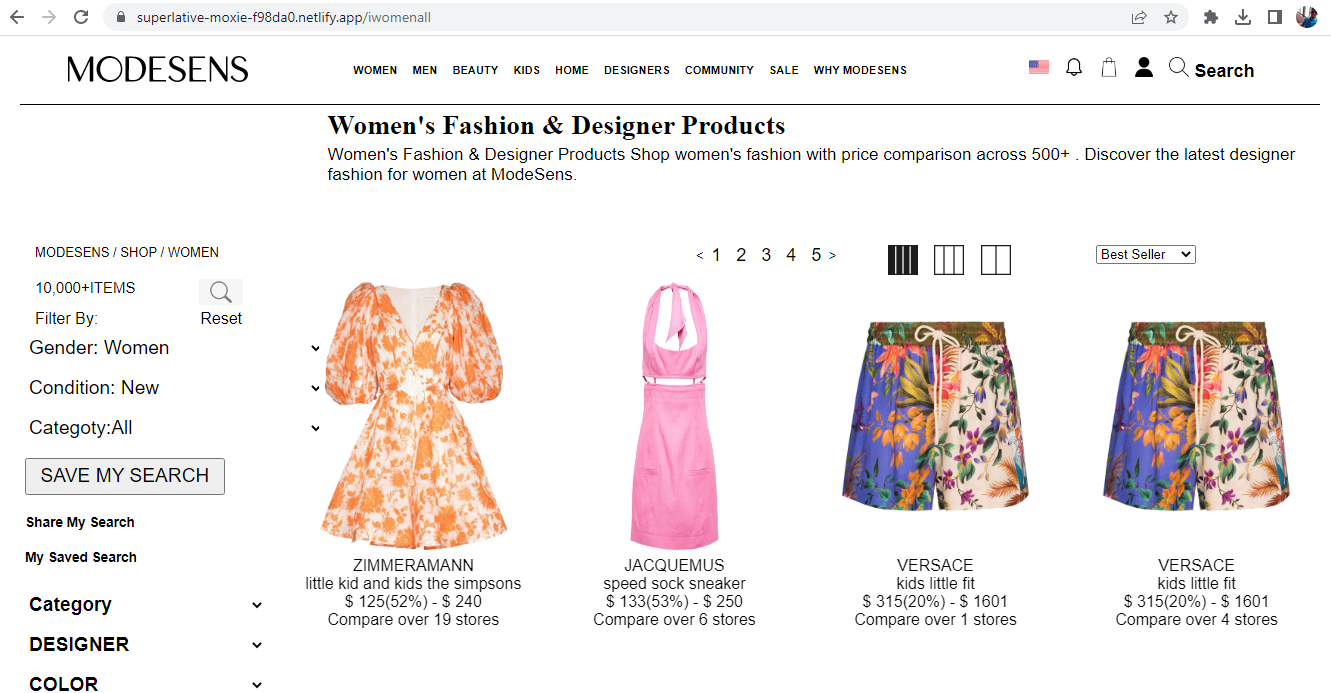 superlative-moxie-f98da0.netlify.app/iwomenall
MODESENS
WOMEN MEN BEAUTY KIDS HOME DESIGNERS COMMUNITY SALE WHY MODESENS
Search
Women's Fashion & Designer Products
Women's Fashion & Designer Products Shop women's fashion with price comparison across 500+ . Discover the latest designer
fashion for women at ModeSens.
MODESENS / SHOP / WOMEN
< 1 2 3 4 5 >
Best Seller
10,000+ITEMS
Filter By:
Reset
Gender: Women
Condition: New
Categoty:All
SAVE MY SEARCH
Share My Search
My Saved Search
Category
DESIGNER
COLOR
ZIMMERAMANN
little kid and kids the simpsons
$ 125(52%) - $ 240
Compare over 19 stores
JACQUEMUS
speed sock sneaker
$ 133(53%) - $ 250
Compare over 6 stores
VERSACE
kids little fit
$ 315(20%) - $ 1601
Compare over 1 stores
VERSACE
kids little fit
$ 315(20%) - $ 1601
Compare over 4 stores